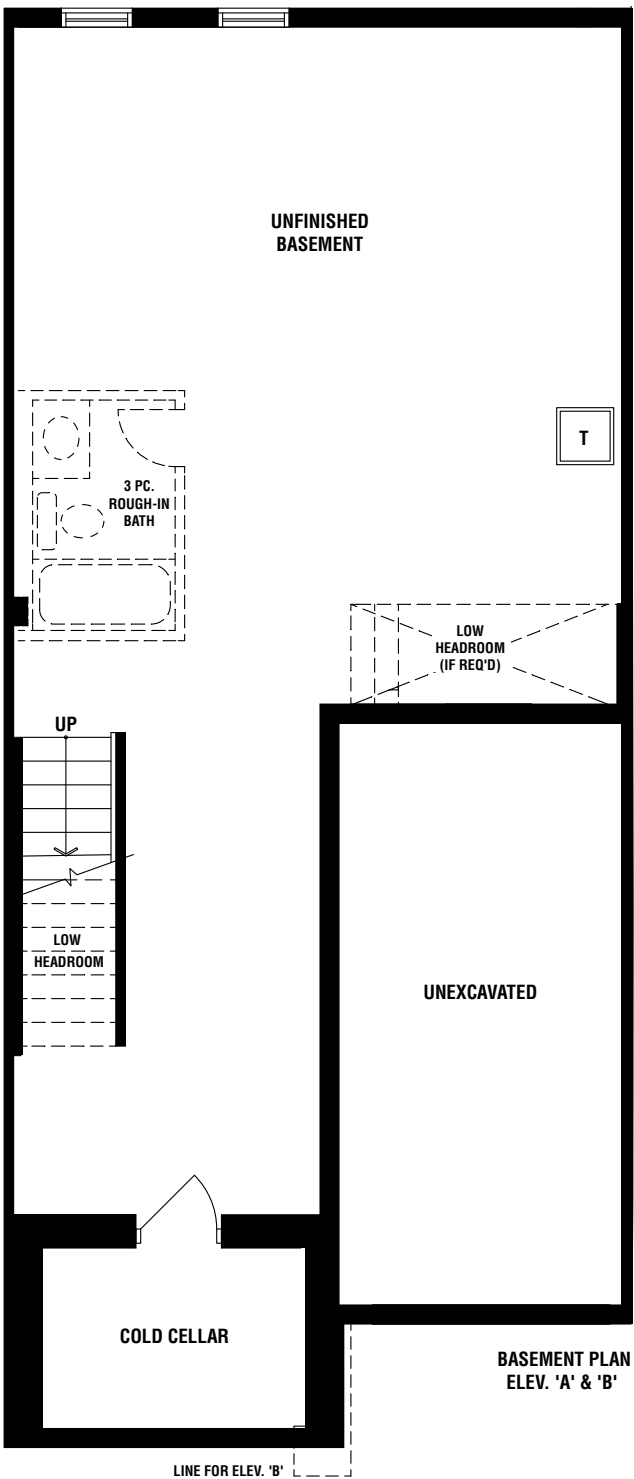 UNFINISHED
BASEMENT
T
3 PC.
ROUGH-IN
BATH
LOW
HEADROOM
(IF REQ'D)
UP
LOW
HEADROOM
UNEXCAVATED
COLD CELLAR
BASEMENT PLAN
ELEV. 'A' & 'B'
LINE FOR ELEV. 'B'